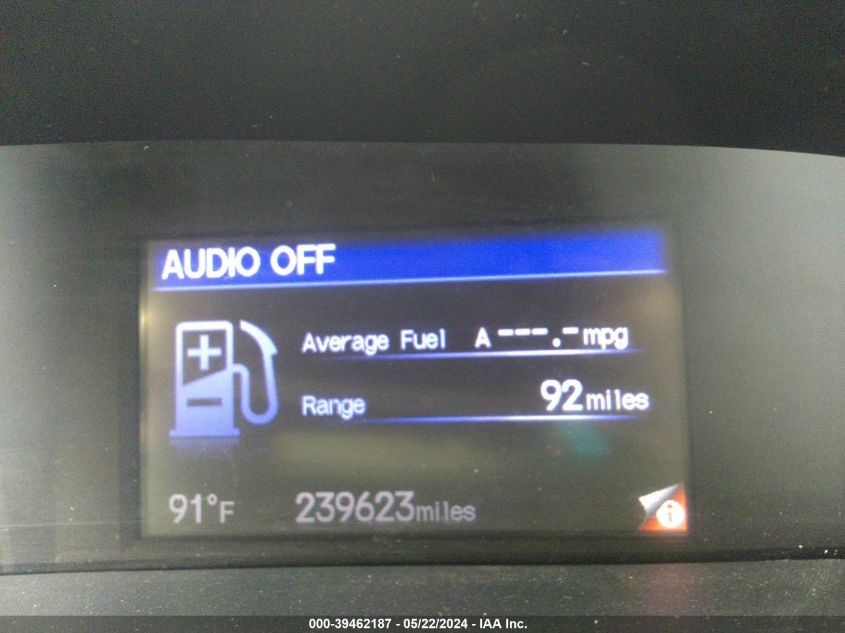 AUDIO OFF
Average Fuel A ---.- mpg
Range 92 miles
91°F 239623 miles
i
000-39462187 - 05/22/2024 - IAA Inc.